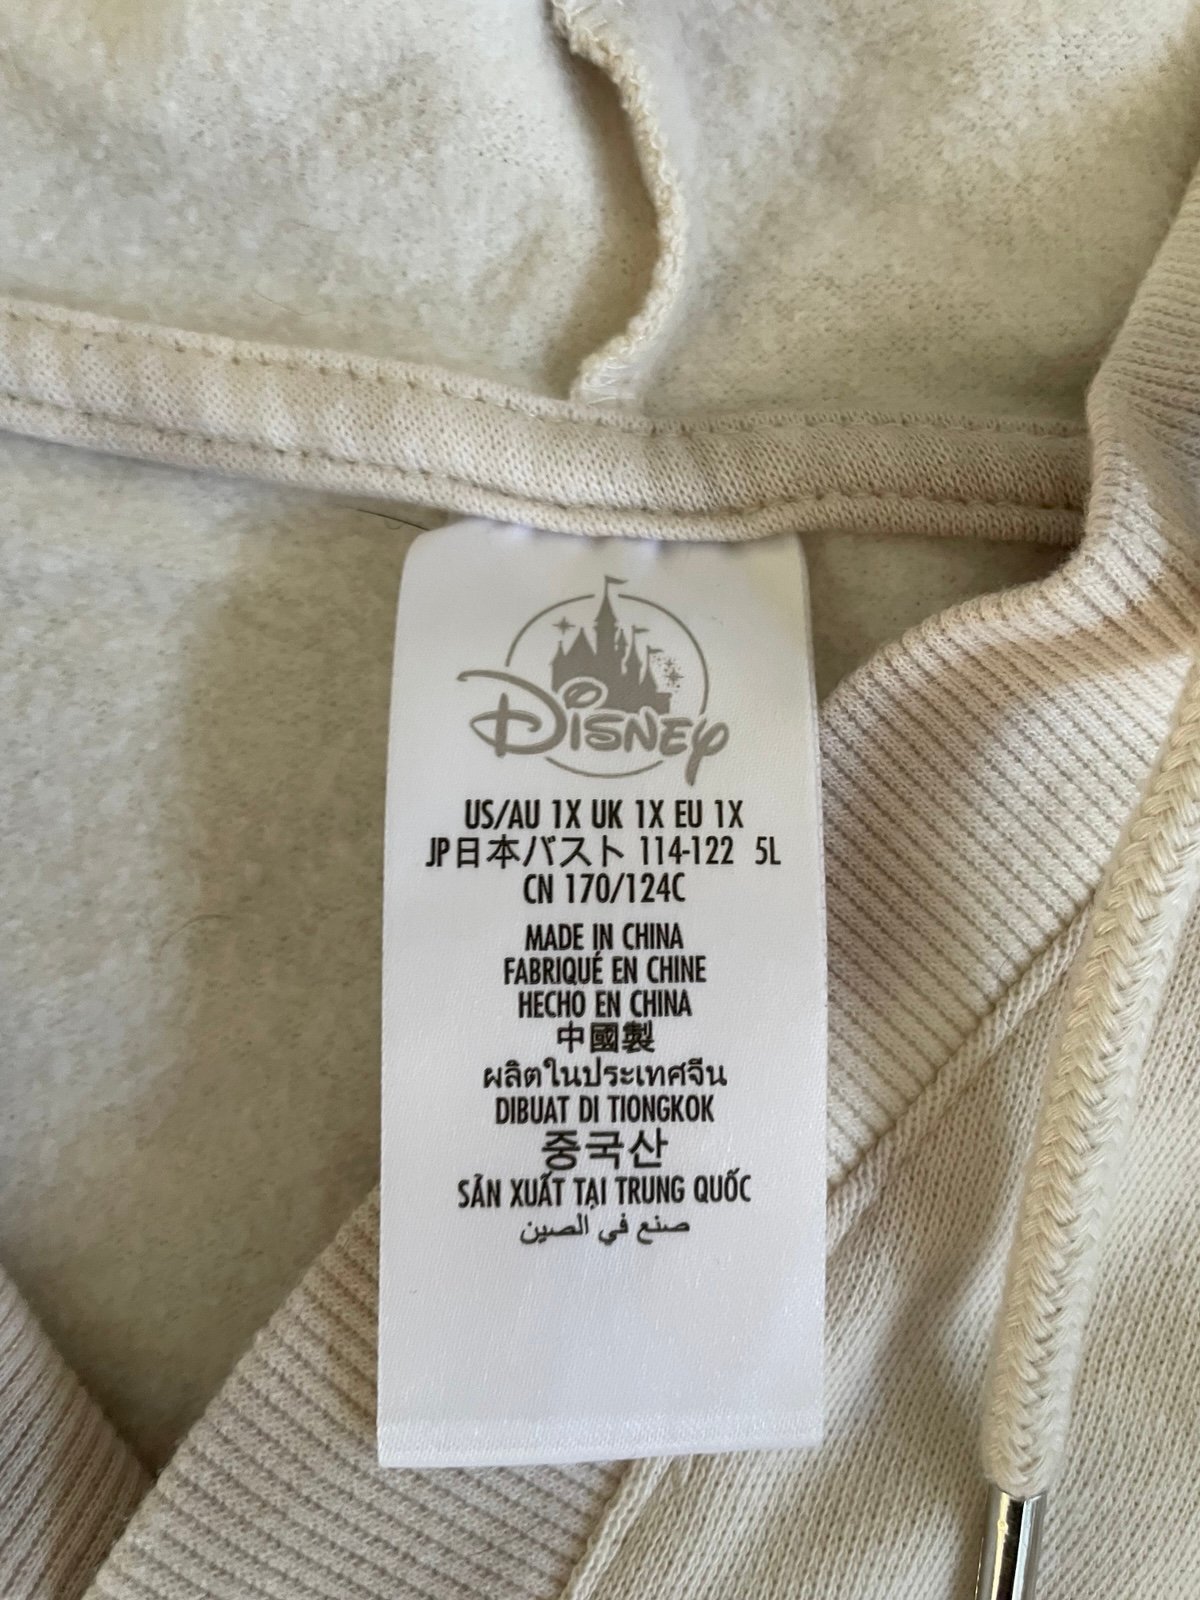 Disney
US/AU 1X UK 1X EU 1X
JP日本バスト 114-122 5L
CN 170/124C
MADE IN CHINA
FABRIQUÉ EN CHINE
HECHO EN CHINA
中國製
ผลิตในประเทศจีน
DIBUAT DI TIONGKOK
중국산
SẢN XUẤT TẠI TRUNG QUỐC
صنع في الصين